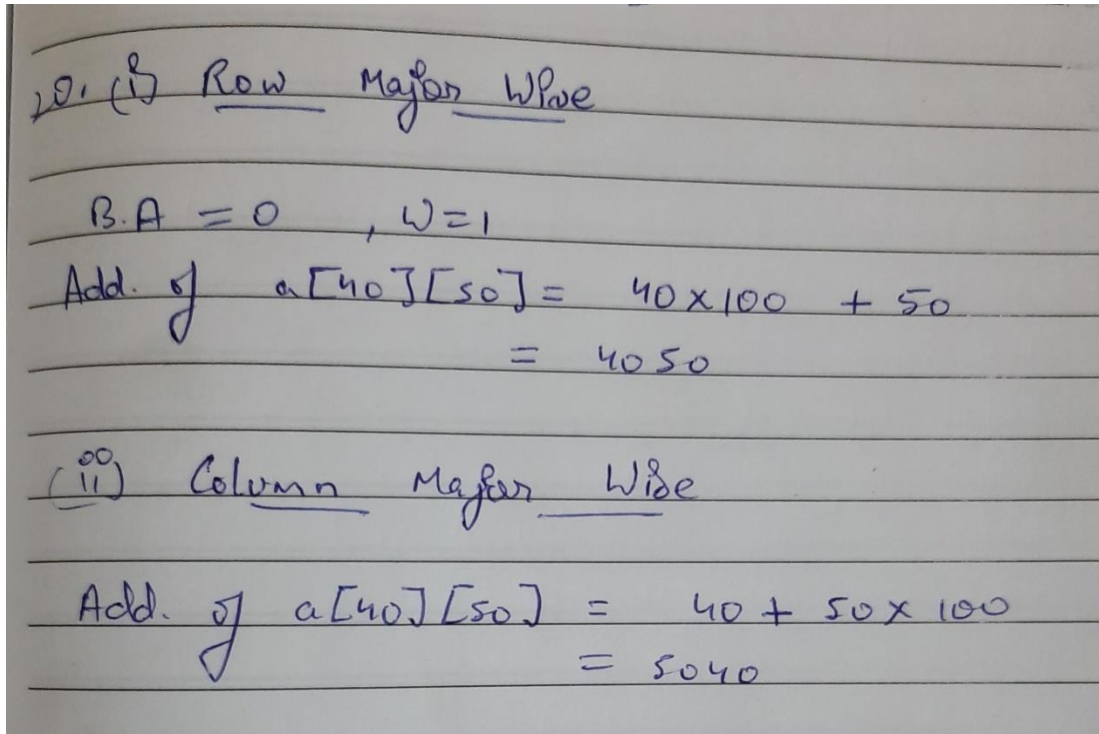 20. (i) Row Major Wise
B.A = 0 , W=1
Add. of a[40][50] = 40×100 + 50
= 4050
(ii) Column Major Wise
Add. of a[40][50] = 40 + 50 × 100
= 5040